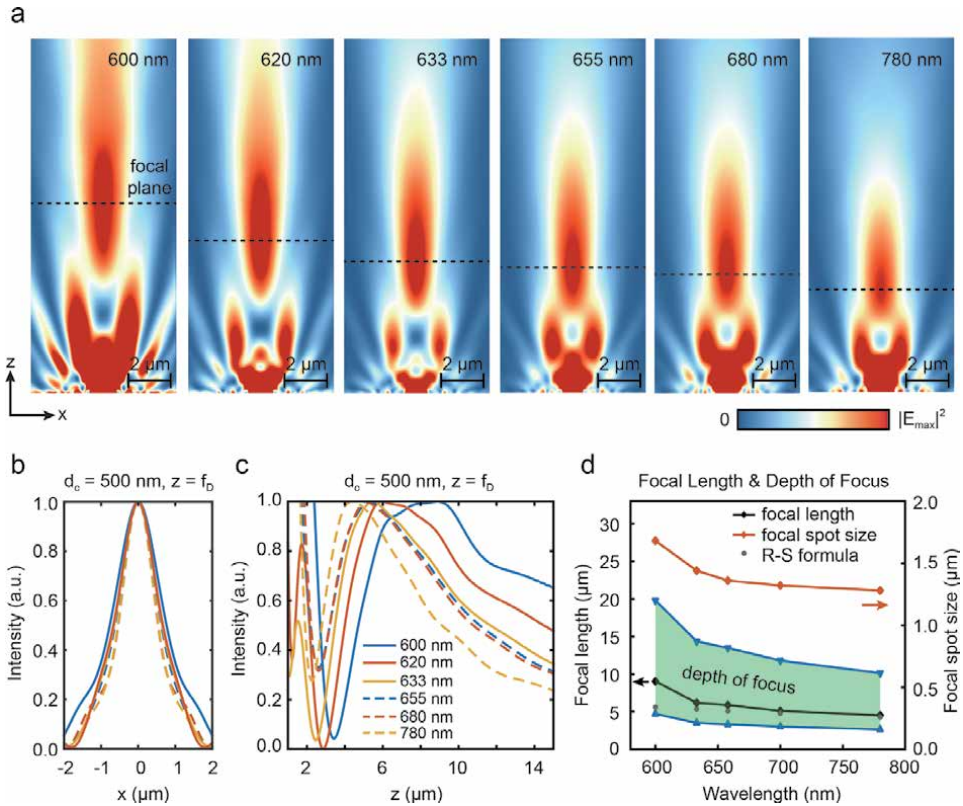 a
600 nm
620 nm
633 nm
655 nm
680 nm
780 nm
focal
plane
2 μm
2 μm
2 μm
2 μm
2 μm
2 μm
z
x
0
|Emax|²
b
d_c = 500 nm, z = f_D
Intensity (a.u.)
1.0
0.8
0.6
0.4
0.2
0.0
-2
-1
0
1
2
x (μm)
c
d_c = 500 nm, z = f_D
Intensity (a.u.)
1.0
0.8
0.6
0.4
0.2
0.0
600 nm
620 nm
633 nm
655 nm
680 nm
780 nm
2
6
10
14
z (μm)
d
Focal Length & Depth of Focus
Focal length (μm)
30
25
20
15
10
5
0
focal length
focal spot size
R-S formula
depth of focus
2.0
1.5
1.0
0.5
0.0
Focal spot size (μm)
600
650
700
750
800
Wavelength (nm)